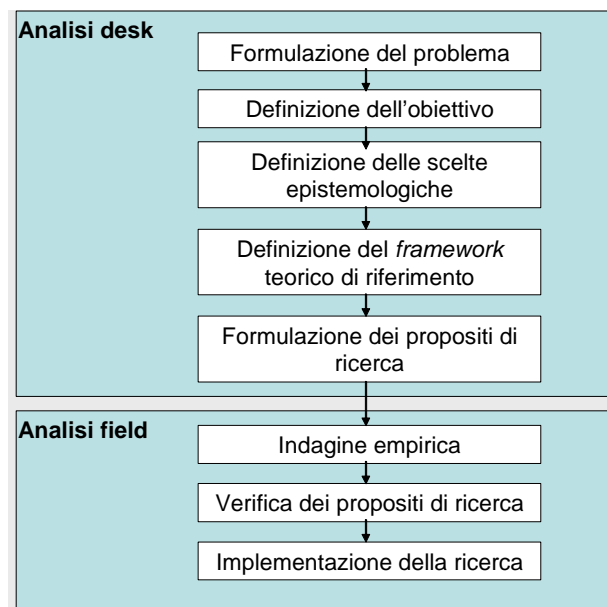 Analisi desk
Formulazione del problema
Definizione dell'obiettivo
Definizione delle scelte
epistemologiche
Definizione del framework
teorico di riferimento
Formulazione dei propositi di
ricerca
Analisi field
Indagine empirica
Verifica dei propositi di ricerca
Implementazione della ricerca